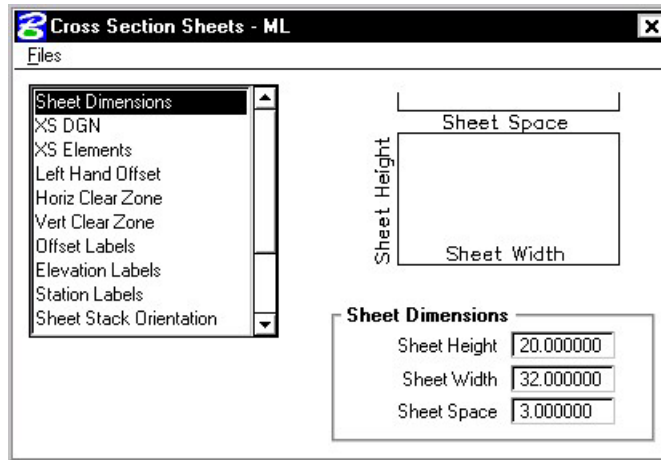 Cross Section Sheets - ML
Files
Sheet Dimensions
XS DGN
XS Elements
Left Hand Offset
Horiz Clear Zone
Vert Clear Zone
Offset Labels
Elevation Labels
Station Labels
Sheet Stack Orientation
Sheet Space
Sheet Height
Sheet Width
Sheet Dimensions
Sheet Height 20.000000
Sheet Width 32.000000
Sheet Space 3.000000